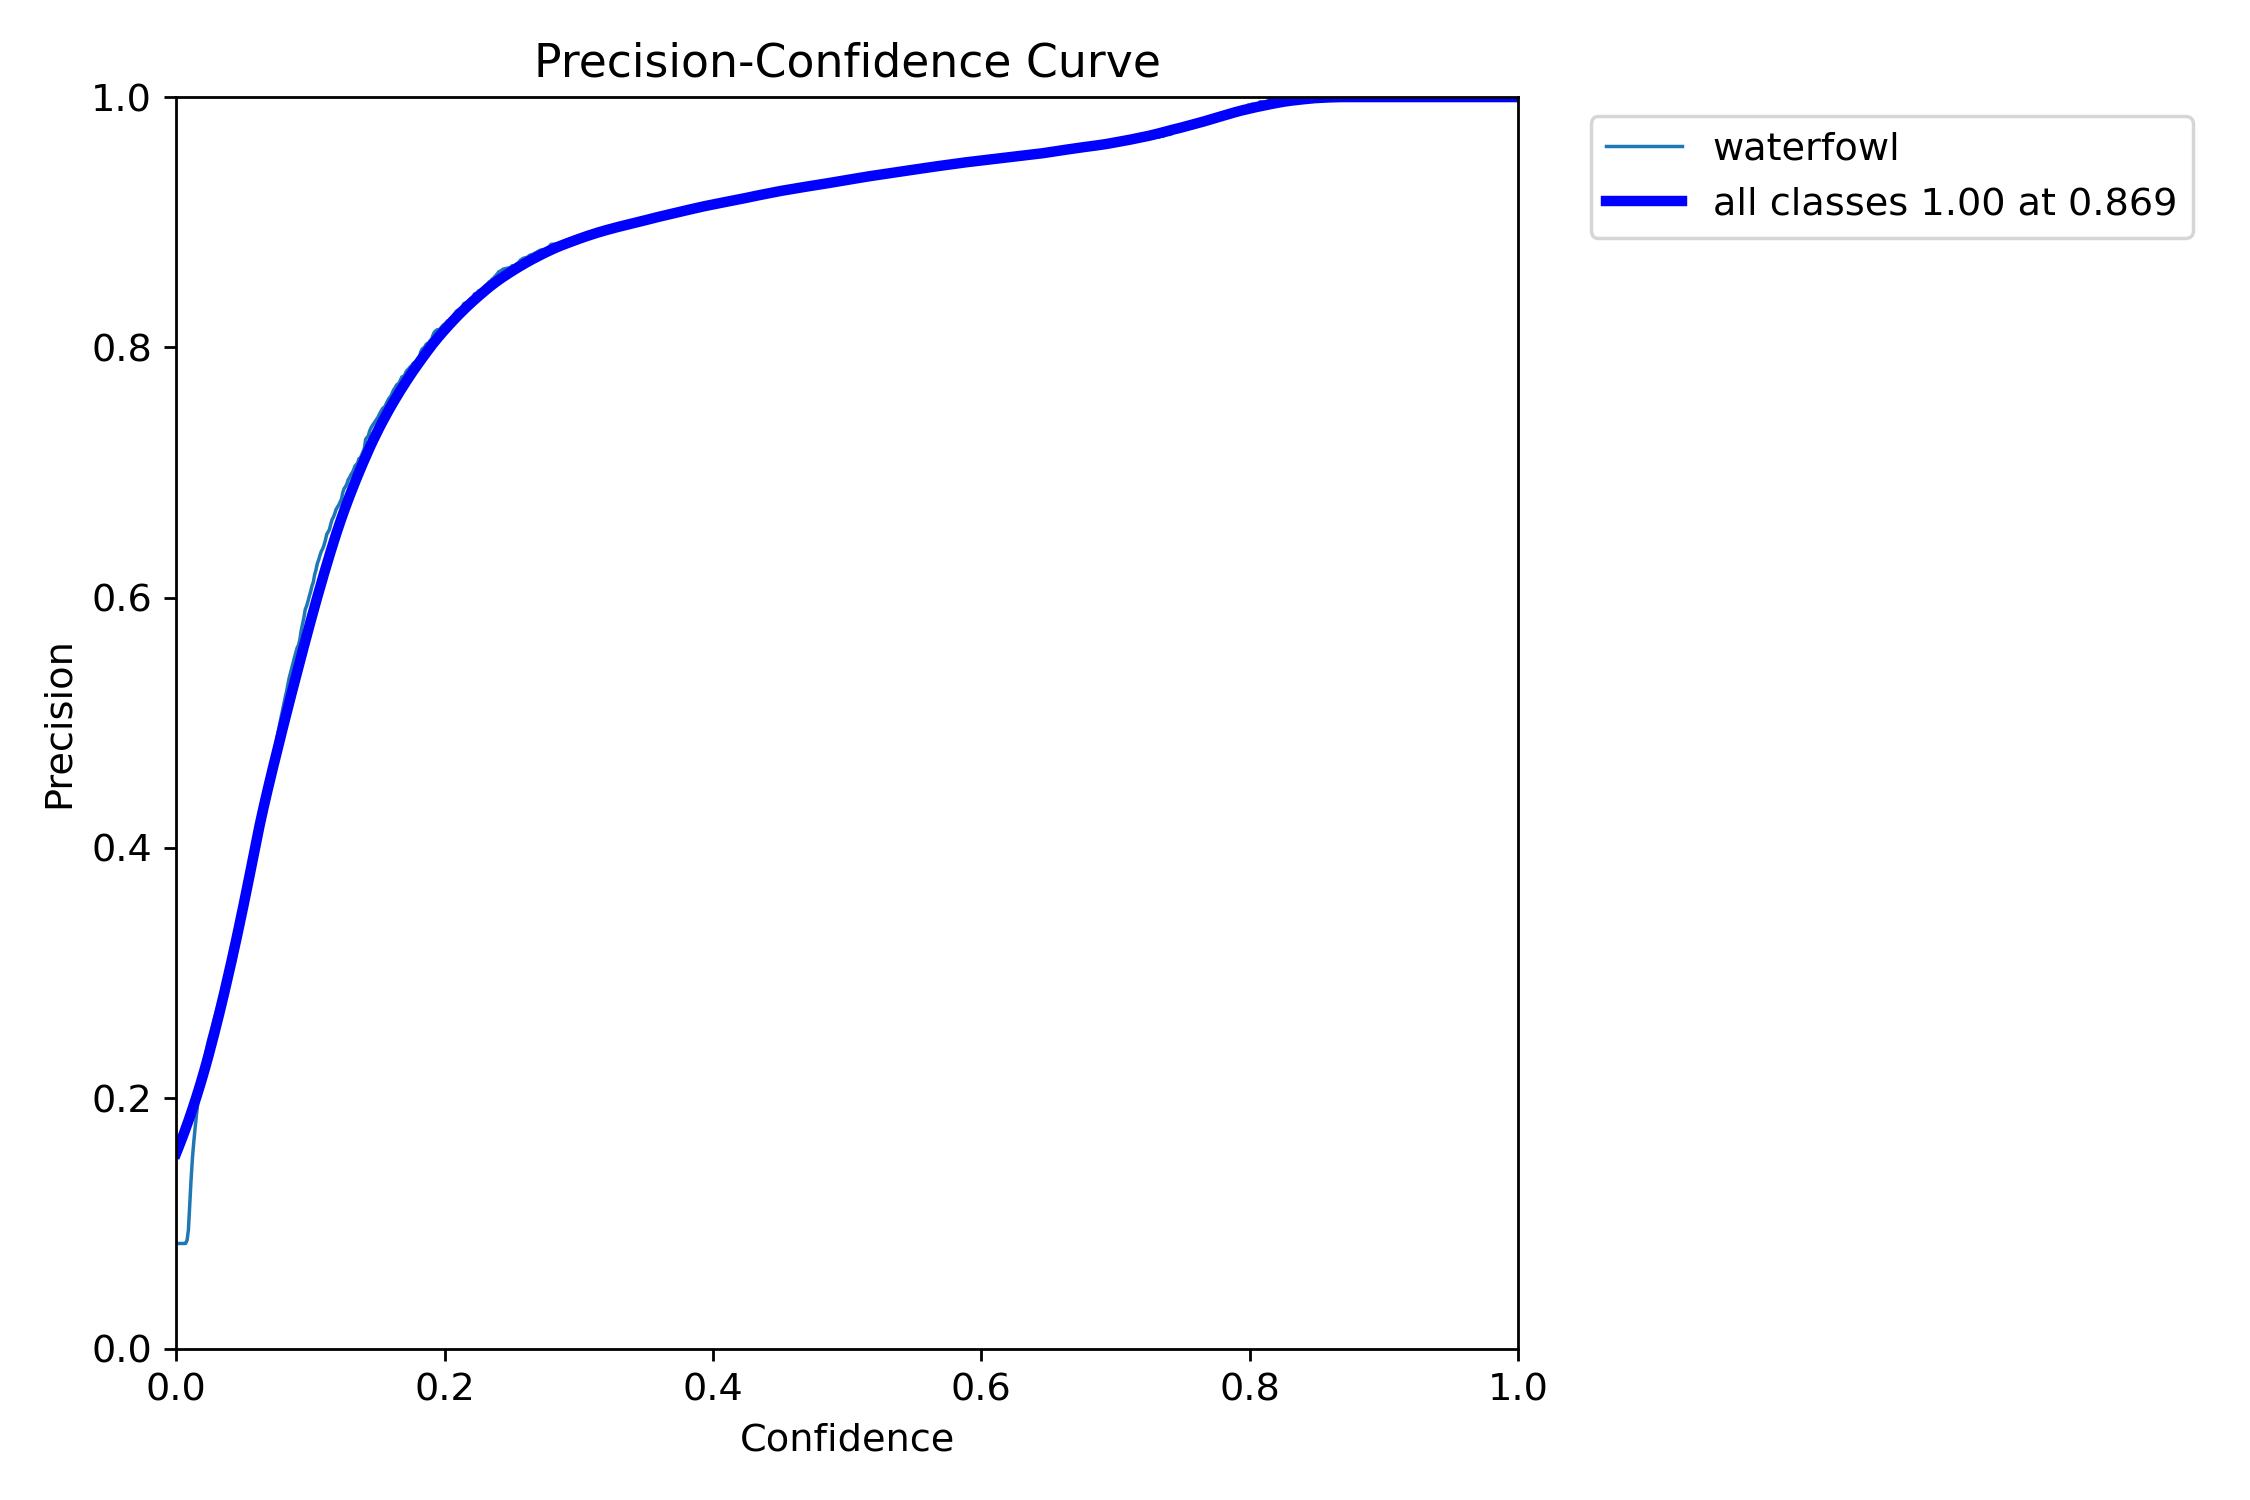 Precision-Confidence Curve
1.0
0.8
0.6
0.4
0.2
0.0
Precision
0.0 0.2 0.4 0.6 0.8 1.0
Confidence
waterfowl
all classes 1.00 at 0.869